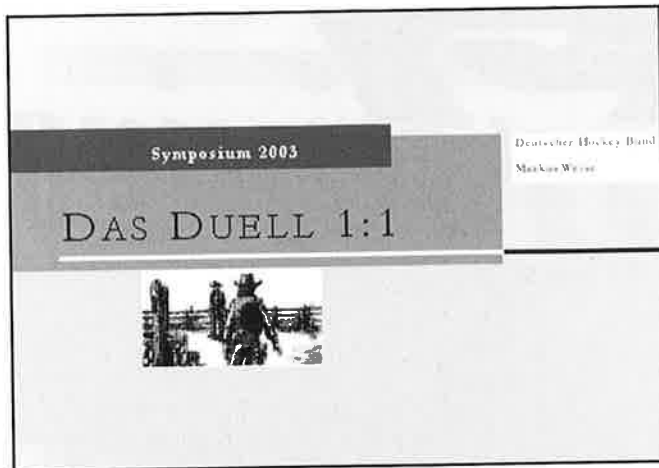 Symposium 2003
Deutscher Hockey Bund
Markus Weise
DAS DUELL 1:1